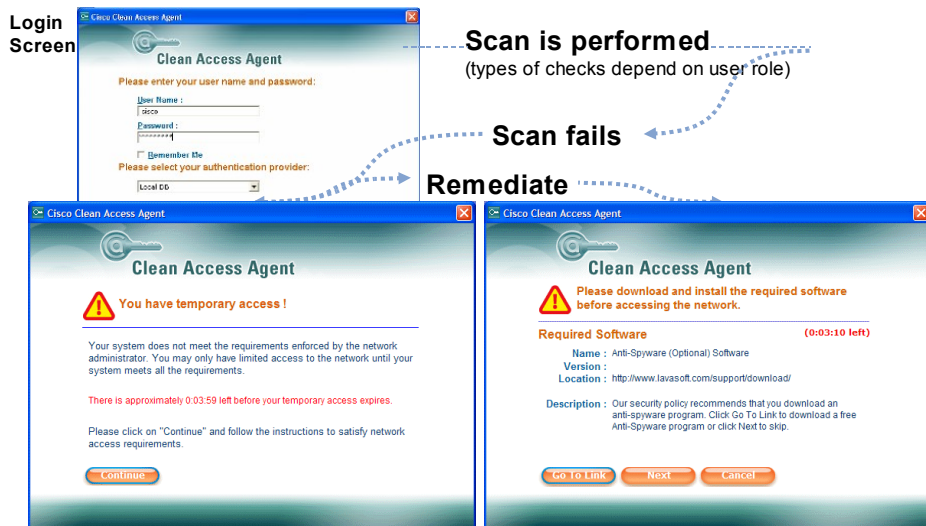 Login
Screen
Cisco Clean Access Agent
Clean Access Agent
Please enter your user name and password:
User Name :
cisco
Password :
*********
Remember Me
Please select your authentication provider:
Local DB
Scan is performed
(types of checks depend on user role)
Scan fails
Remediate
Cisco Clean Access Agent
Clean Access Agent
You have temporary access !
Your system does not meet the requirements enforced by the network
administrator. You may only have limited access to the network until your
system meets all the requirements.
There is approximately 0:03:59 left before your temporary access expires.
Please click on "Continue" and follow the instructions to satisfy network
access requirements.
Continue
Cisco Clean Access Agent
Clean Access Agent
Please download and install the required software
before accessing the network.
Required Software (0:03:10 left)
Name : Anti-Spyware (Optional) Software
Version :
Location : http://www.lavasoft.com/support/download/
Description : Our security policy recommends that you download an
anti-spyware program. Click Go To Link to download a free
Anti-Spyware program or click Next to skip.
Go To Link
Next
Cancel